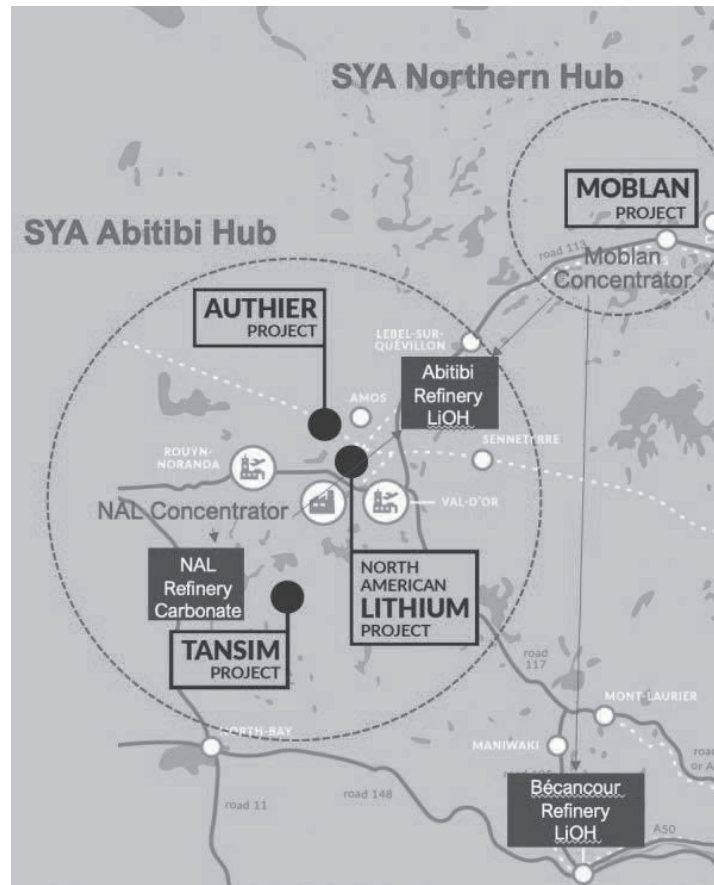 SYA Northern Hub
MOBLAN
PROJECT
road 113
Moblan
Concentrator
SYA Abitibi Hub
AUTHIER
PROJECT
LEBEL-SUR-
QUÉVILLON
Abitibi
Refinery
LiOH
AMOS
SENNETERRE
ROUYN-
NORANDA
VAL-D'OR
NAL Concentrator
NAL
Refinery
Carbonate
NORTH
AMERICAN
LITHIUM
PROJECT
TANSIM
PROJECT
road
117
MONT-LAURIER
NORTH-BAY
MANIWAKI
road
or A
road 148
road 11
Bécancour
Refinery
LiOH
A50